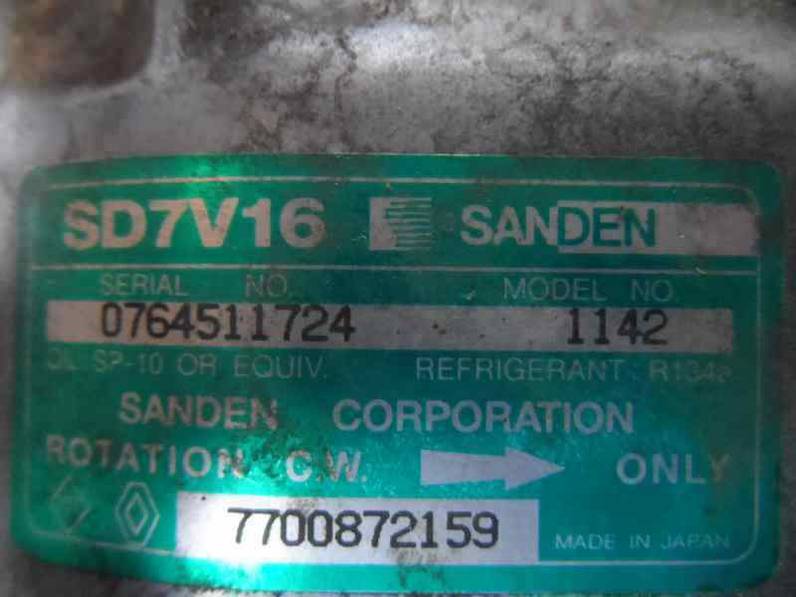 SD7V16 SANDEN
SERIAL NO. MODEL NO.
0764511724 1142
OIL SP-10 OR EQUIV. REFRIGERANT: R134a
SANDEN CORPORATION
ROTATION C.W. ONLY
7700872159 MADE IN JAPAN